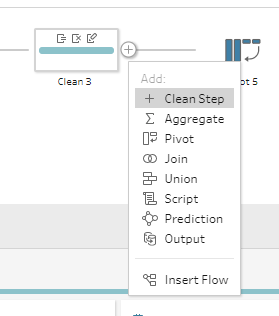 Clean 3
ot 5
Add:
Clean Step
Aggregate
Pivot
Join
Union
Script
Prediction
Output
Insert Flow